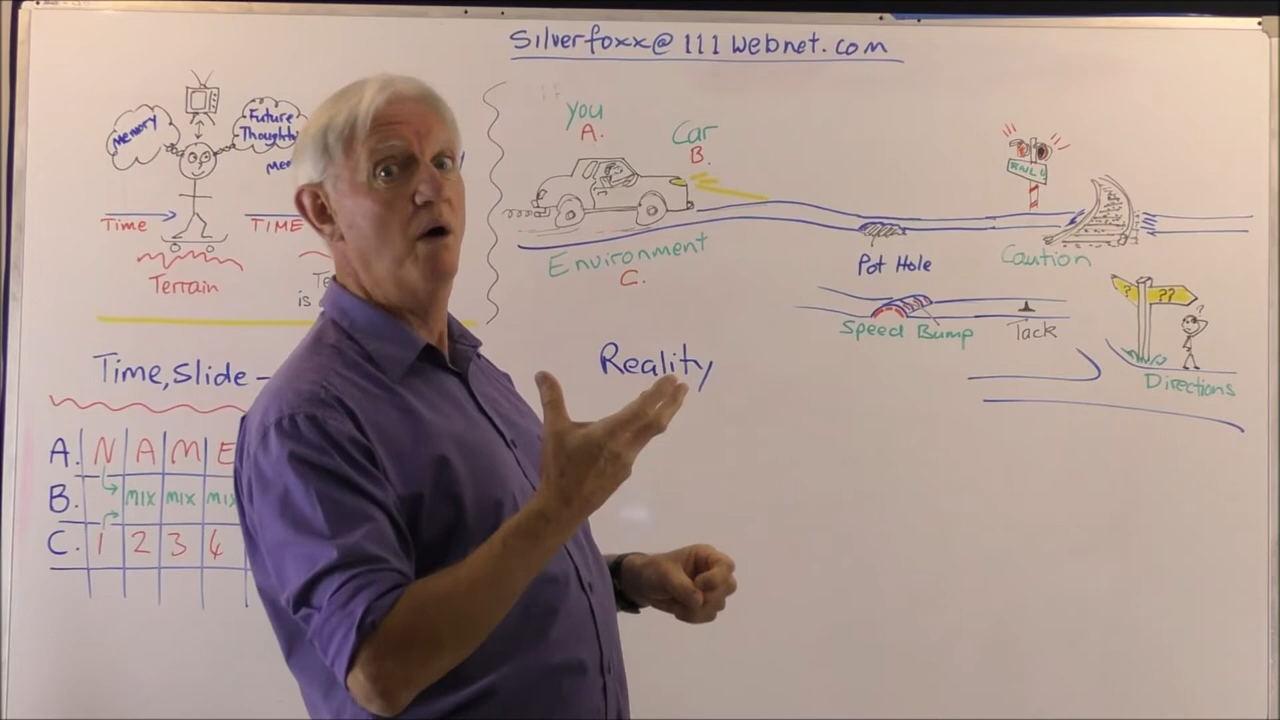 Silverfoxx@111webnet.com
Memory
Future
Thoughts
Time
TIME
Terrain
is
Time, Slide -
A. N A M E
B. MIX MIX MIX
C. 1 2 3 4
You
A.
Car
B.
Environment
C.
Pot Hole
Caution
Speed Bump
Tack
? ??
?
Directions
Reality